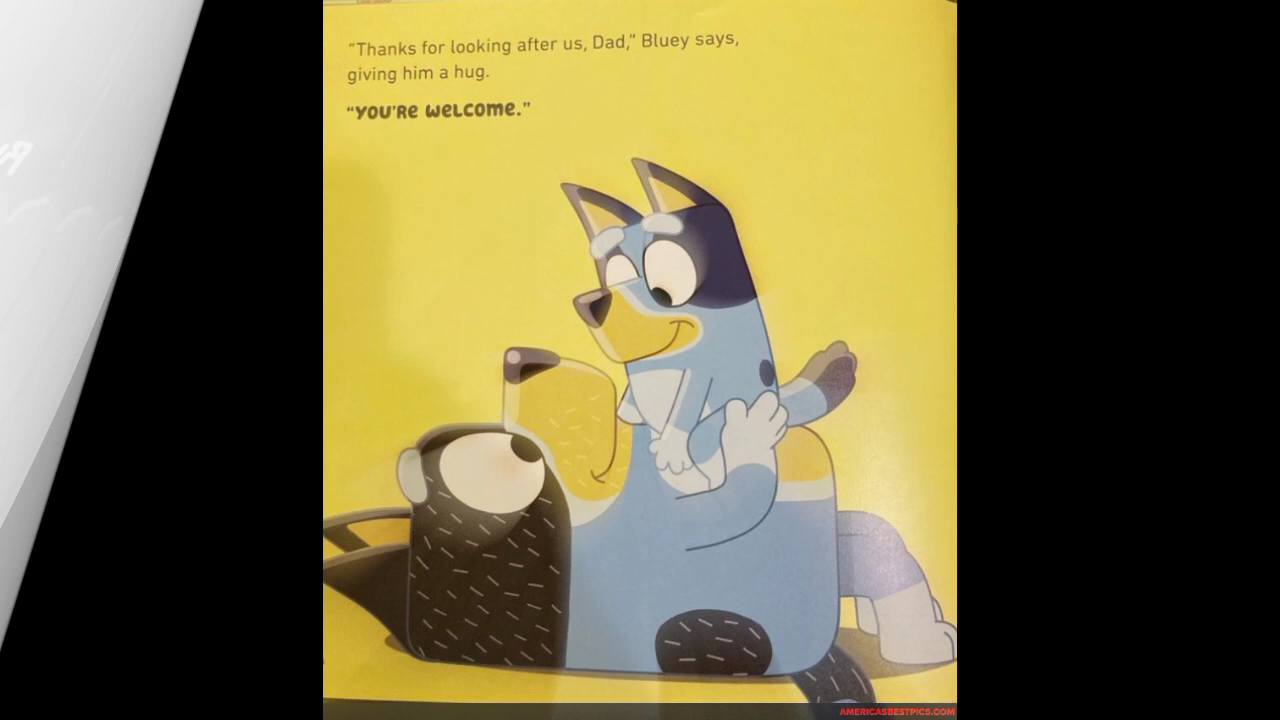 "Thanks for looking after us, Dad," Bluey says,
giving him a hug.
"YOU'RE WELCOME."
AMERICASBESTPICS.COM